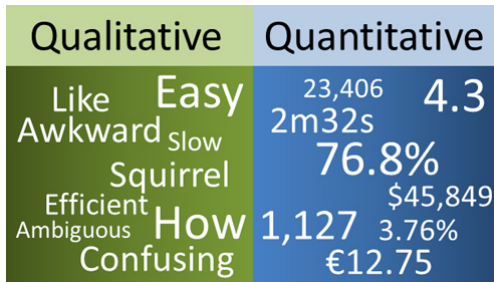 Qualitative
Like Easy
Awkward Slow
Squirrel
Efficient
Ambiguous How
Confusing
Quantitative
23,406 4.3
2m32s
76.8%
$45,849
1,127 3.76%
€12.75